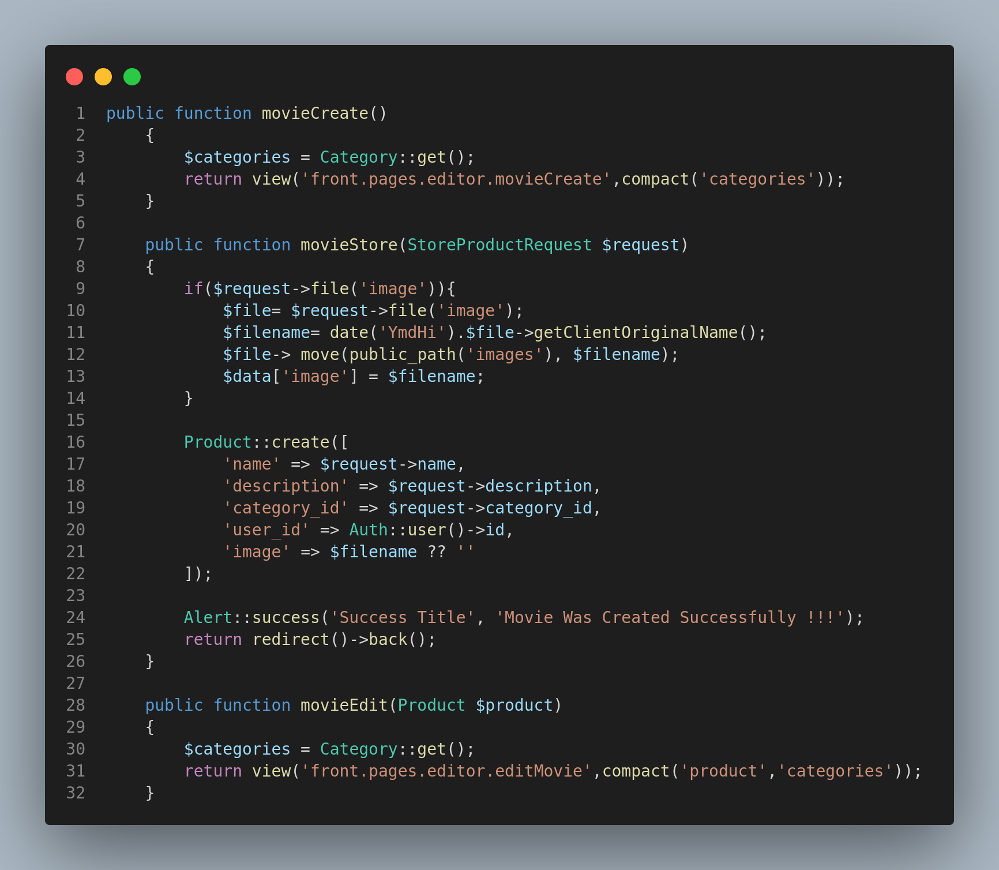 1 public function movieCreate()
2     {
3         $categories = Category::get();
4         return view('front.pages.editor.movieCreate',compact('categories'));
5     }
6
7     public function movieStore(StoreProductRequest $request)
8     {
9         if($request->file('image')){
10             $file= $request->file('image');
11             $filename= date('YmdHi').$file->getClientOriginalName();
12             $file-> move(public_path('images'), $filename);
13             $data['image'] = $filename;
14         }
15
16         Product::create([
17             'name' => $request->name,
18             'description' => $request->description,
19             'category_id' => $request->category_id,
20             'user_id' => Auth::user()->id,
21             'image' => $filename ?? ''
22         ]);
23
24         Alert::success('Success Title', 'Movie Was Created Successfully !!!');
25         return redirect()->back();
26     }
27
28     public function movieEdit(Product $product)
29     {
30         $categories = Category::get();
31         return view('front.pages.editor.editMovie',compact('product','categories'));
32     }